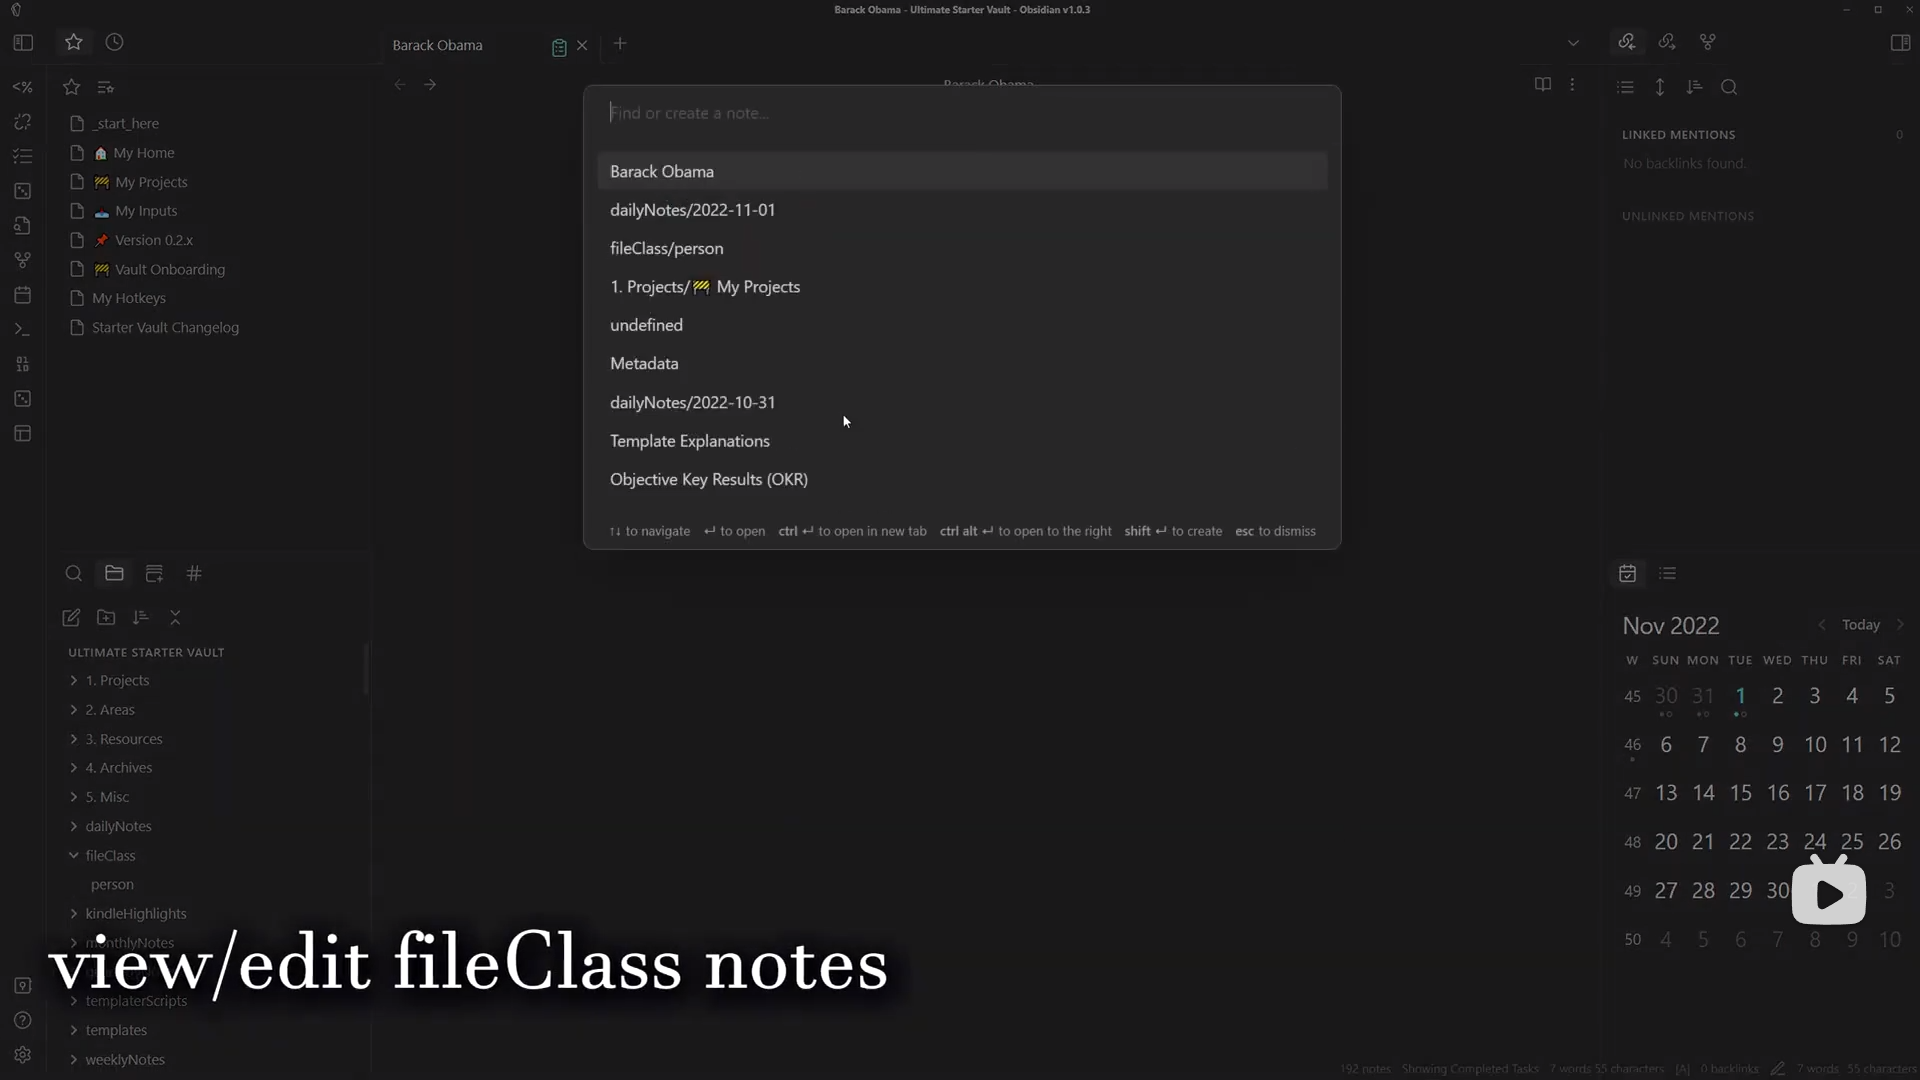 Barack Obama - Ultimate Starter Vault - Obsidian v1.0.3
Barack Obama
Barack Obama
_start_here
My Home
My Projects
My Inputs
Version 0.2.x
Vault Onboarding
My Hotkeys
Starter Vault Changelog
Find or create a note...
Barack Obama
dailyNotes/2022-11-01
fileClass/person
1. Projects/🚧 My Projects
undefined
Metadata
dailyNotes/2022-10-31
Template Explanations
Objective Key Results (OKR)
↑↓ to navigate ↵ to open ctrl ↵ to open in new tab ctrl alt ↵ to open to the right shift ↵ to create esc to dismiss
LINKED MENTIONS 0
No backlinks found.
UNLINKED MENTIONS
ULTIMATE STARTER VAULT
1. Projects
2. Areas
3. Resources
4. Archives
5. Misc
dailyNotes
fileClass
person
kindleHighlights
monthlyNotes
templaterScripts
templates
weeklyNotes
view/edit fileClass notes
Nov 2022 Today
W SUN MON TUE WED THU FRI SAT
45 30 31 1 2 3 4 5
46 6 7 8 9 10 11 12
47 13 14 15 16 17 18 19
48 20 21 22 23 24 25 26
49 27 28 29 30 3
50 4 5 6 7 8 9 10
192 notes Showing Completed Tasks 7 words 55 characters [A] 0 backlinks 7 words 55 characters